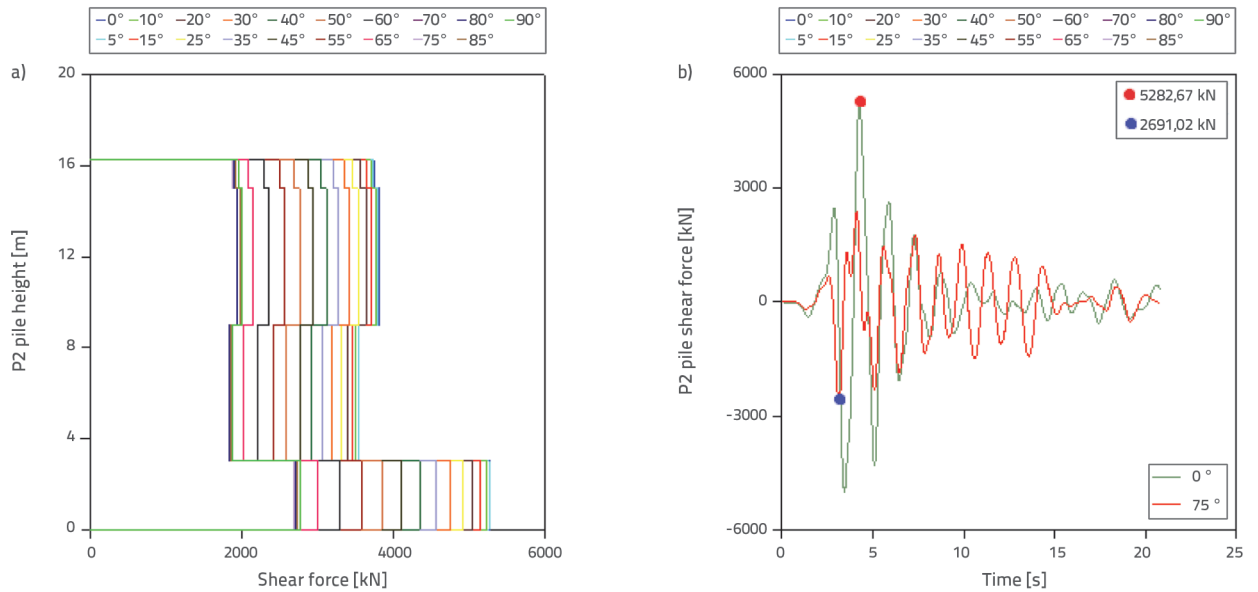 0° 10° 20° 30° 40° 50° 60° 70° 80° 90°
5° 15° 25° 35° 45° 55° 65° 75° 85°
a)
P2 pile height [m]
20
16
12
8
4
0
0 2000 4000 6000
Shear force [kN]
0° 10° 20° 30° 40° 50° 60° 70° 80° 90°
5° 15° 25° 35° 45° 55° 65° 75° 85°
b)
P2 pile shear force [kN]
6000
3000
0
-3000
-6000
5282,67 kN
2691,02 kN
0 °
75 °
0 5 10 15 20 25
Time [s]